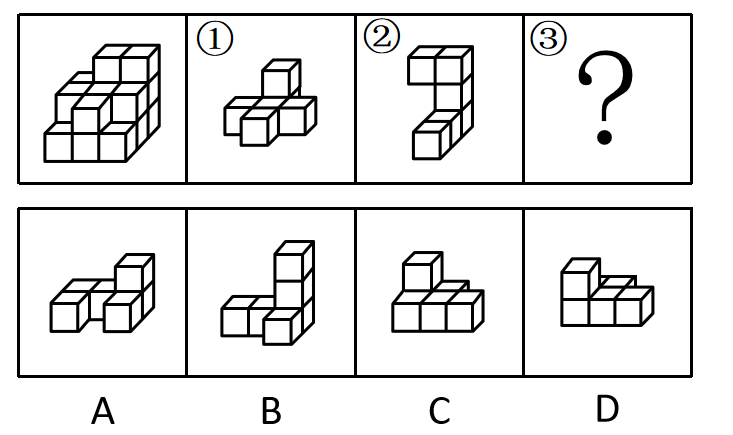 ① ② ③ ?
A B C D